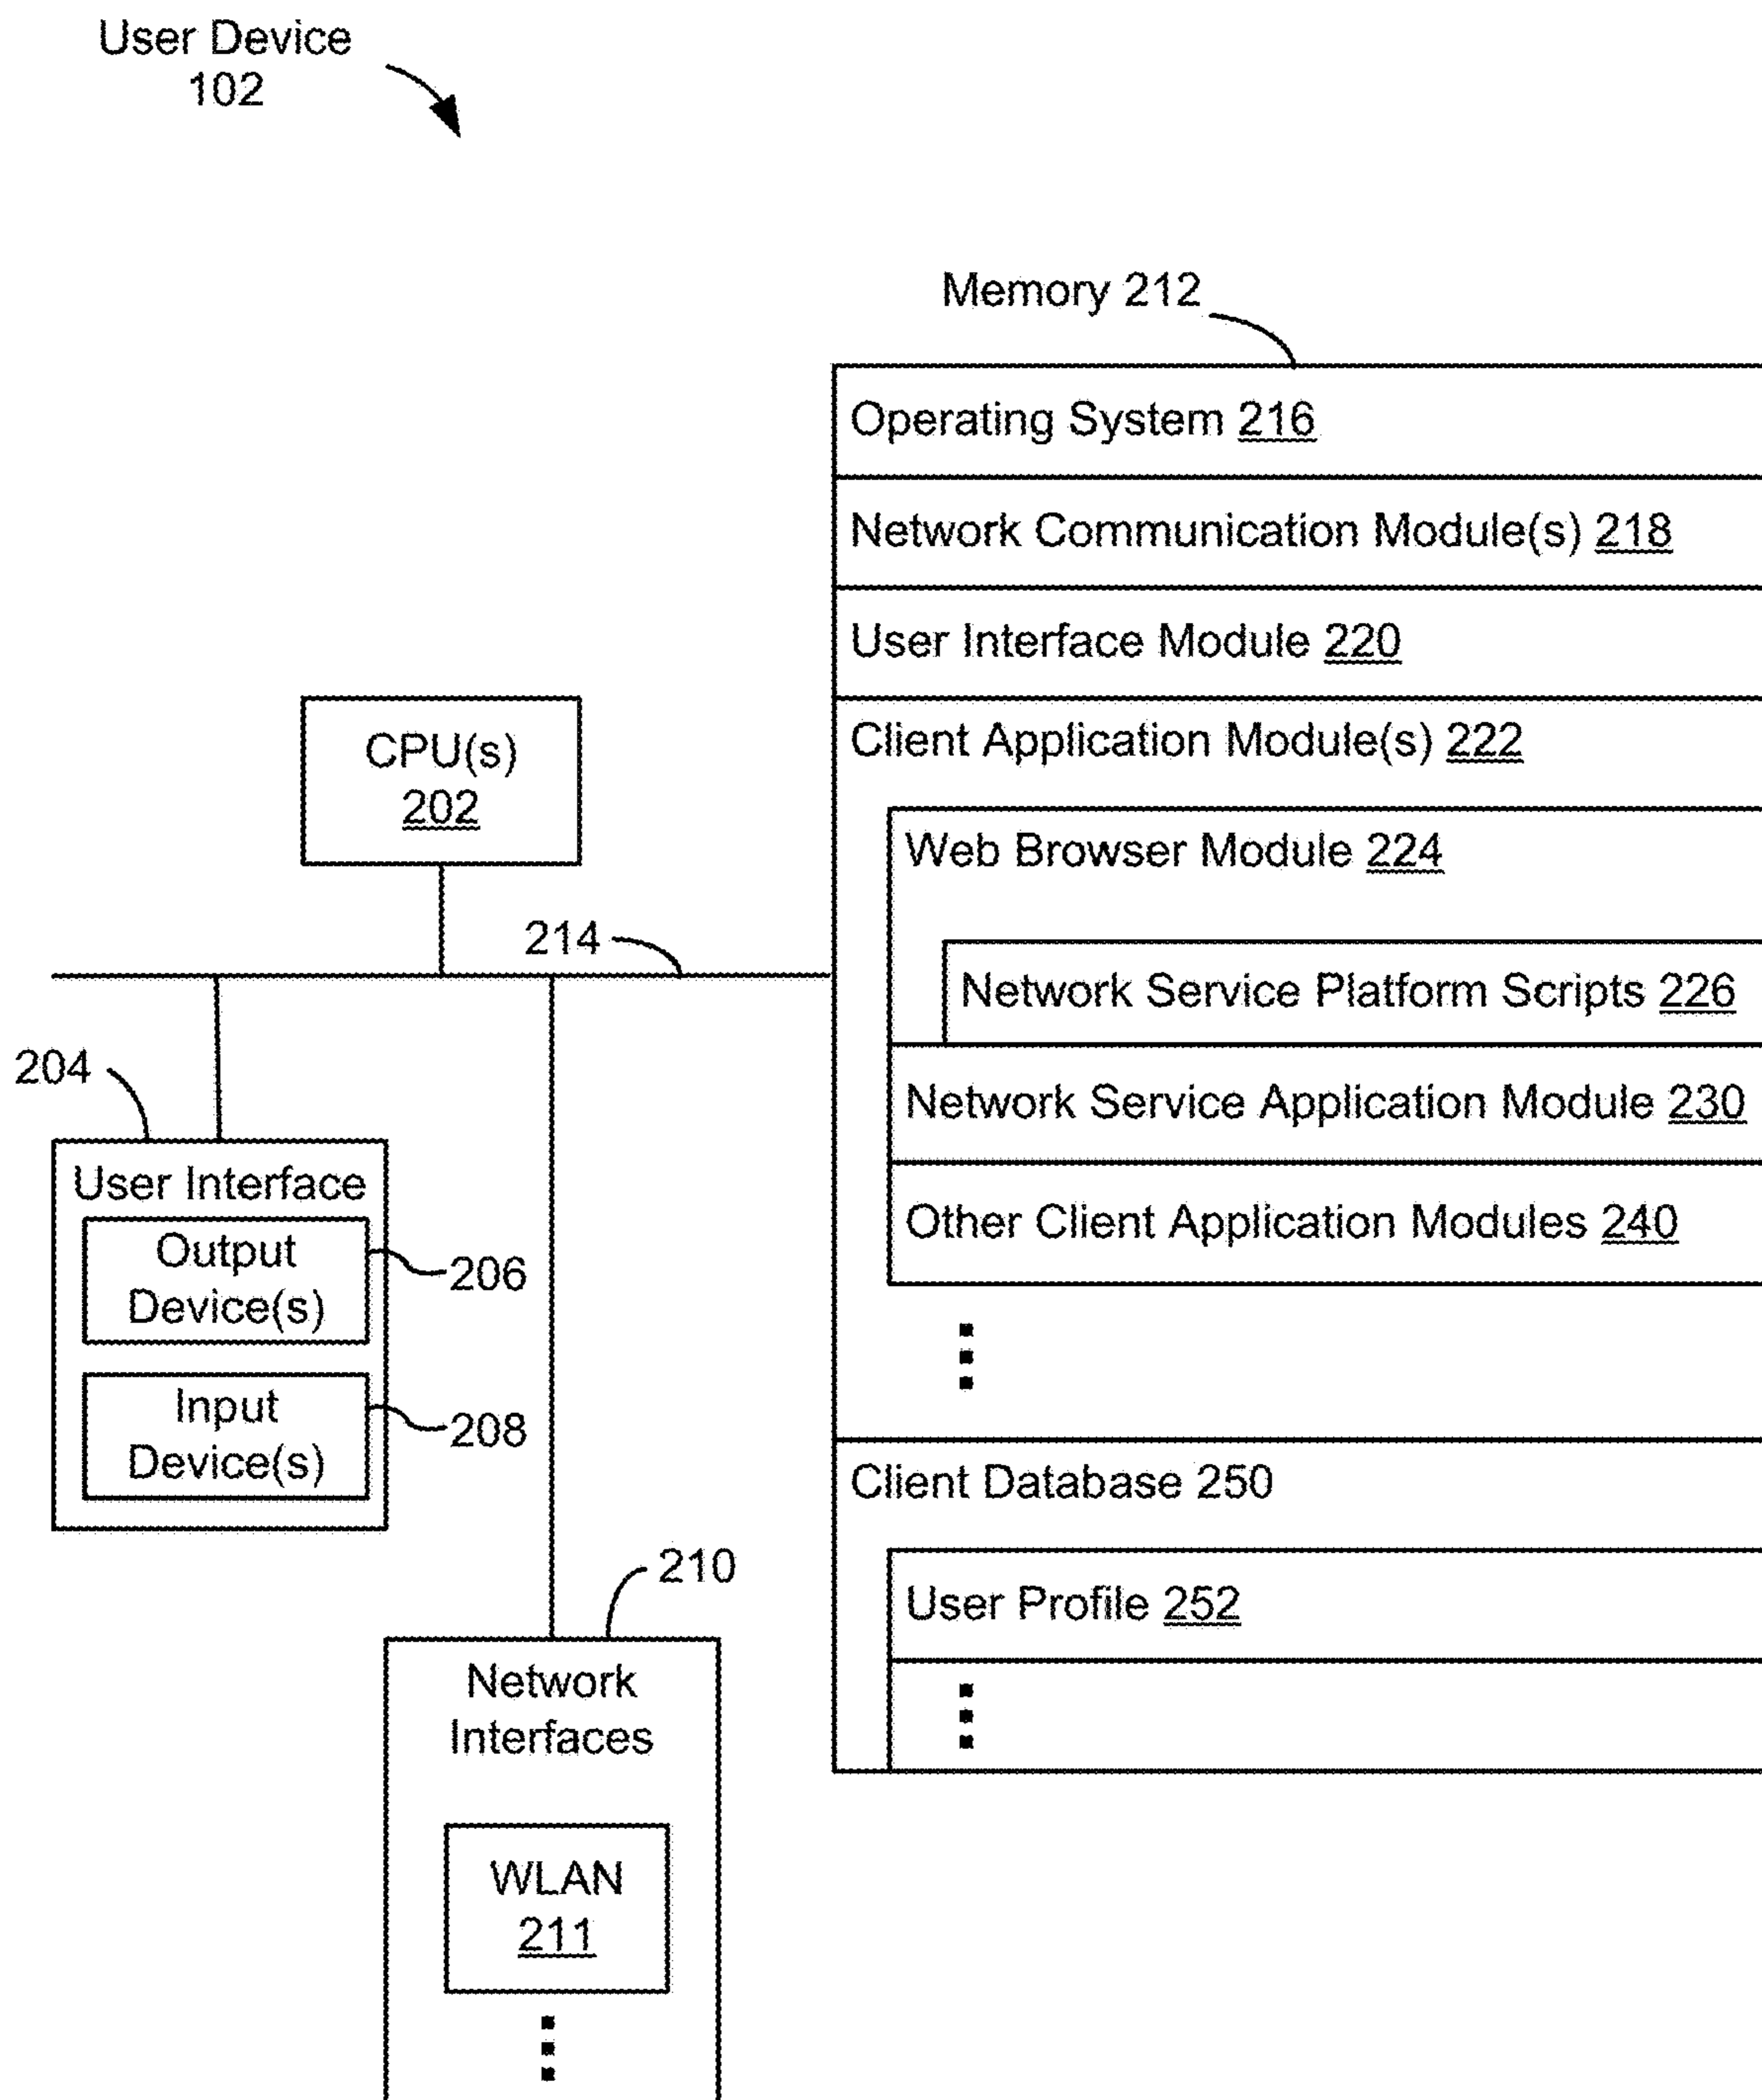 User Device
102
Memory 212
Operating System 216
Network Communication Module(s) 218
User Interface Module 220
Client Application Module(s) 222
CPU(s)
202
Web Browser Module 224
214
Network Service Platform Scripts 226
204
Network Service Application Module 230
User Interface
Output
Device(s)
206
Other Client Application Modules 240
Input
Device(s)
208
Client Database 250
210
User Profile 252
Network
Interfaces
WLAN
211